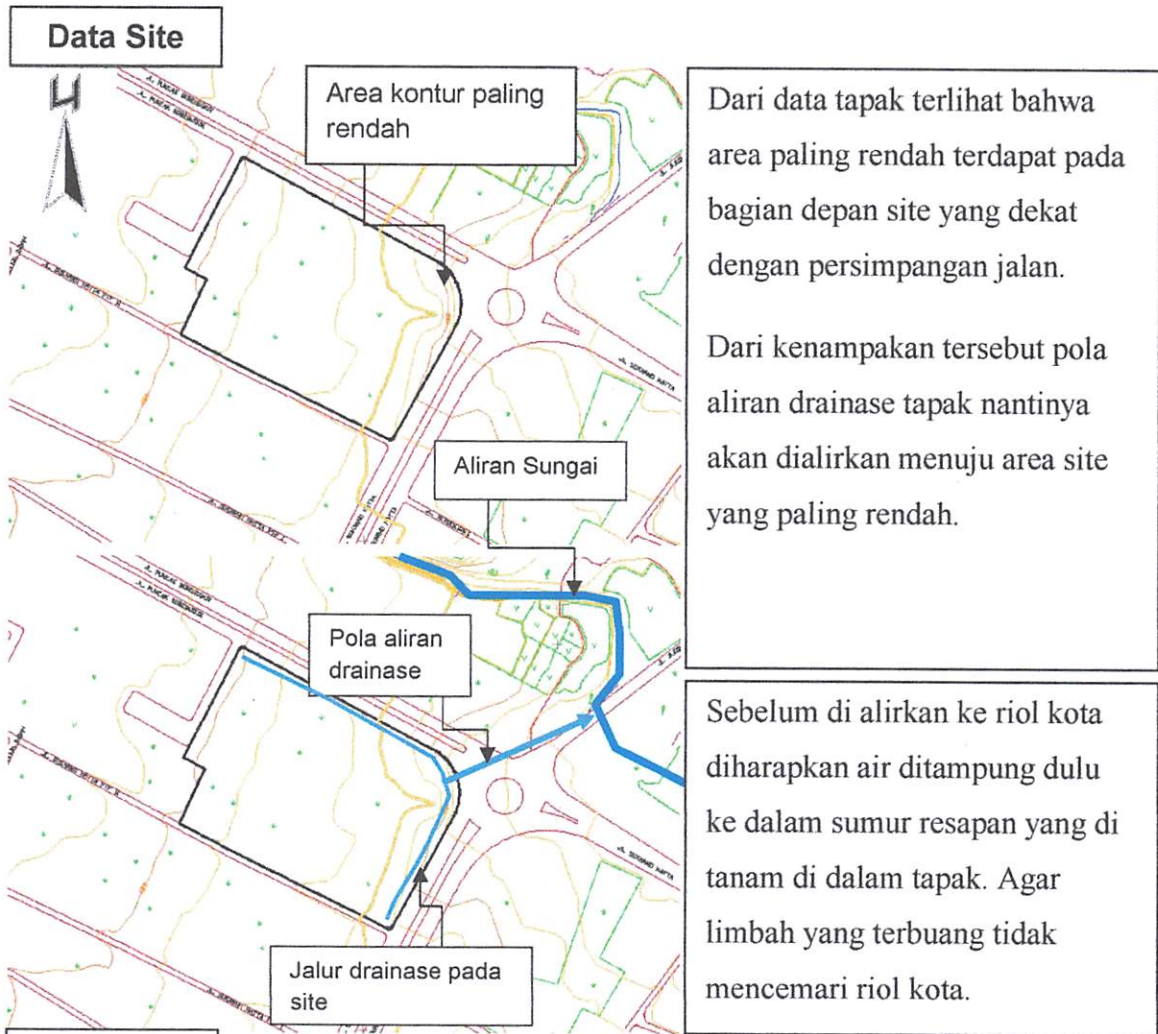 Data Site
Area kontur paling
rendah
Dari data tapak terlihat bahwa
area paling rendah terdapat pada
bagian depan site yang dekat
dengan persimpangan jalan.
Dari kenampakan tersebut pola
aliran drainase tapak nantinya
akan dialirkan menuju area site
yang paling rendah.
Aliran Sungai
Pola aliran
drainase
Jalur drainase pada
site
Sebelum di alirkan ke riol kota
diharapkan air ditampung dulu
ke dalam sumur resapan yang di
tanam di dalam tapak. Agar
limbah yang terbuang tidak
mencemari riol kota.